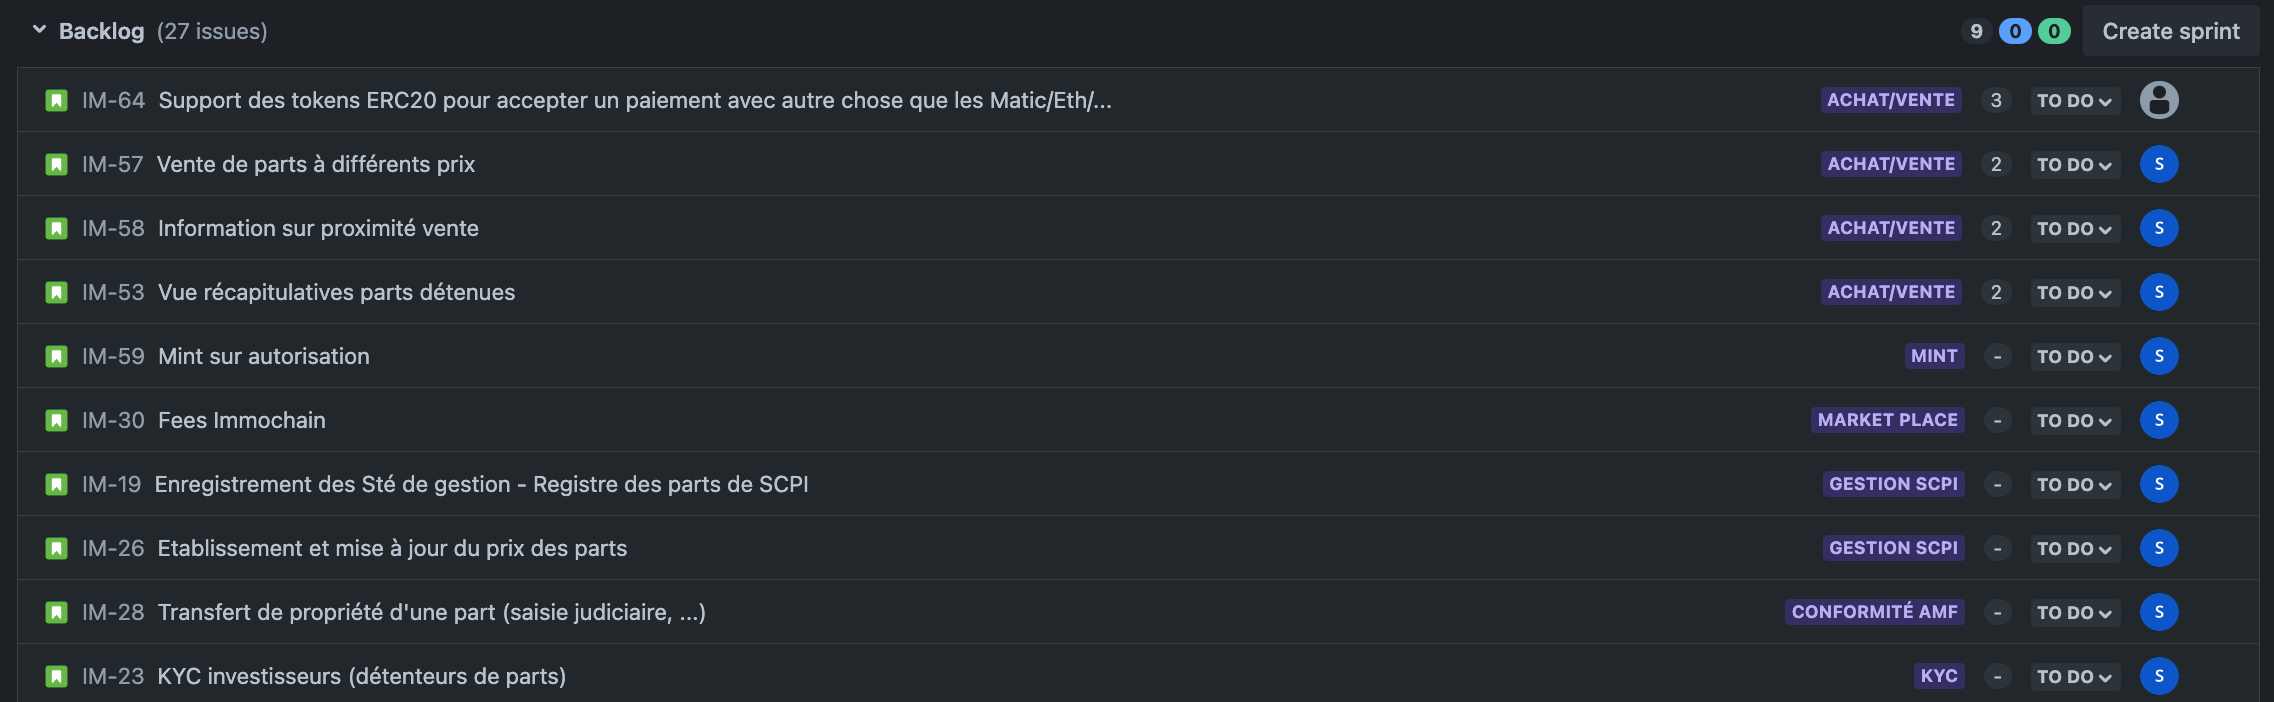 Backlog (27 issues) 9 0 0 Create sprint
IM-64 Support des tokens ERC20 pour accepter un paiement avec autre chose que les Matic/Eth/... ACHAT/VENTE 3 TO DO
IM-57 Vente de parts à différents prix ACHAT/VENTE 2 TO DO S
IM-58 Information sur proximité vente ACHAT/VENTE 2 TO DO S
IM-53 Vue récapitulatives parts détenues ACHAT/VENTE 2 TO DO S
IM-59 Mint sur autorisation MINT - TO DO S
IM-30 Fees Immochain MARKET PLACE - TO DO S
IM-19 Enregistrement des Sté de gestion - Registre des parts de SCPI GESTION SCPI - TO DO S
IM-26 Etablissement et mise à jour du prix des parts GESTION SCPI - TO DO S
IM-28 Transfert de propriété d'une part (saisie judiciaire, ...) CONFORMITÉ AMF - TO DO S
IM-23 KYC investisseurs (détenteurs de parts) KYC - TO DO S